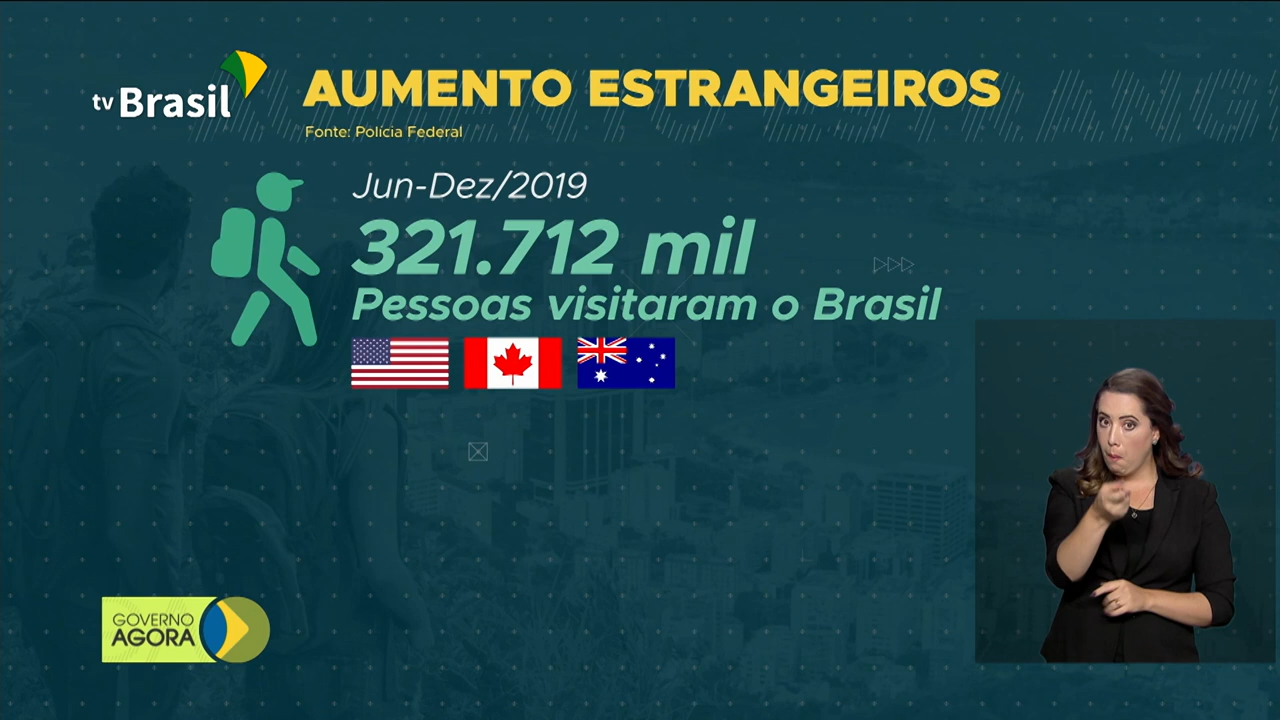 tv Brasil
AUMENTO ESTRANGEIROS
Fonte: Polícia Federal
Jun-Dez/2019
321.712 mil
Pessoas visitaram o Brasil
GOVERNO
AGORA